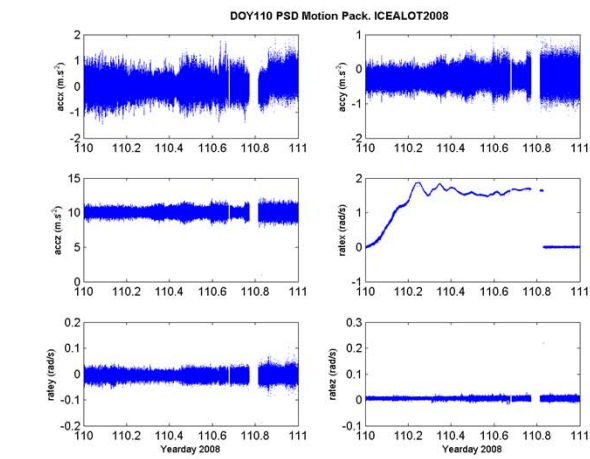 DOY110 PSD Motion Pack. ICEALOT2008
accx (m.s⁻²)
2
1
0
-1
-2
110 110.2 110.4 110.6 110.8 111
accy (m.s⁻²)
1
0
-1
-2
110 110.2 110.4 110.6 110.8 111
accz (m.s⁻²)
15
10
5
0
110 110.2 110.4 110.6 110.8 111
ratex (rad/s)
2
1
0
-1
110 110.2 110.4 110.6 110.8 111
ratey (rad/s)
0.2
0.1
0
-0.1
-0.2
110 110.2 110.4 110.6 110.8 111
Yearday 2008
ratez (rad/s)
0.3
0.2
0.1
0
-0.1
110 110.2 110.4 110.6 110.8 111
Yearday 2008